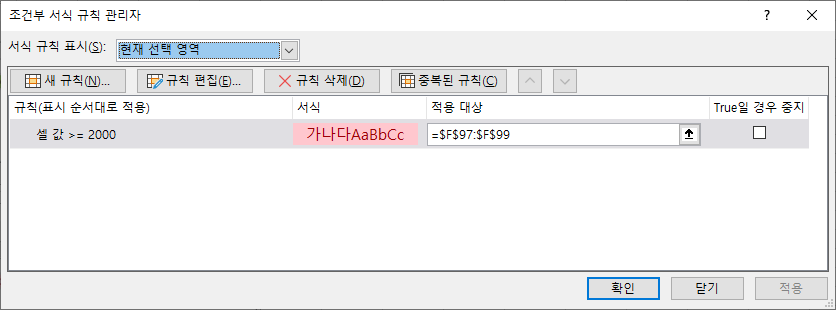 조건부 서식 규칙 관리자
서식 규칙 표시(S): 현재 선택 영역
새 규칙(N)... 규칙 편집(E)... 규칙 삭제(D) 중복된 규칙(C)
규칙(표시 순서대로 적용) 서식 적용 대상 True일 경우 중지
셀 값 >= 2000 가나다AaBbCc =$F$97:$F$99
확인 닫기 적용